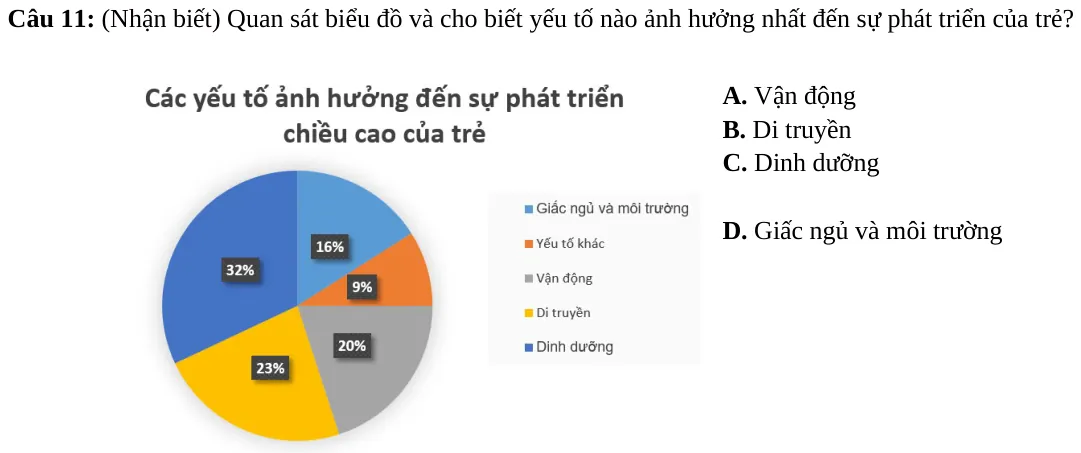 Câu 11: (Nhận biết) Quan sát biểu đồ và cho biết yếu tố nào ảnh hưởng nhất đến sự phát triển của trẻ?
Các yếu tố ảnh hưởng đến sự phát triển
chiều cao của trẻ
16%
9%
20%
23%
32%
Giấc ngủ và môi trường
Yếu tố khác
Vận động
Di truyền
Dinh dưỡng
A. Vận động
B. Di truyền
C. Dinh dưỡng
D. Giấc ngủ và môi trường